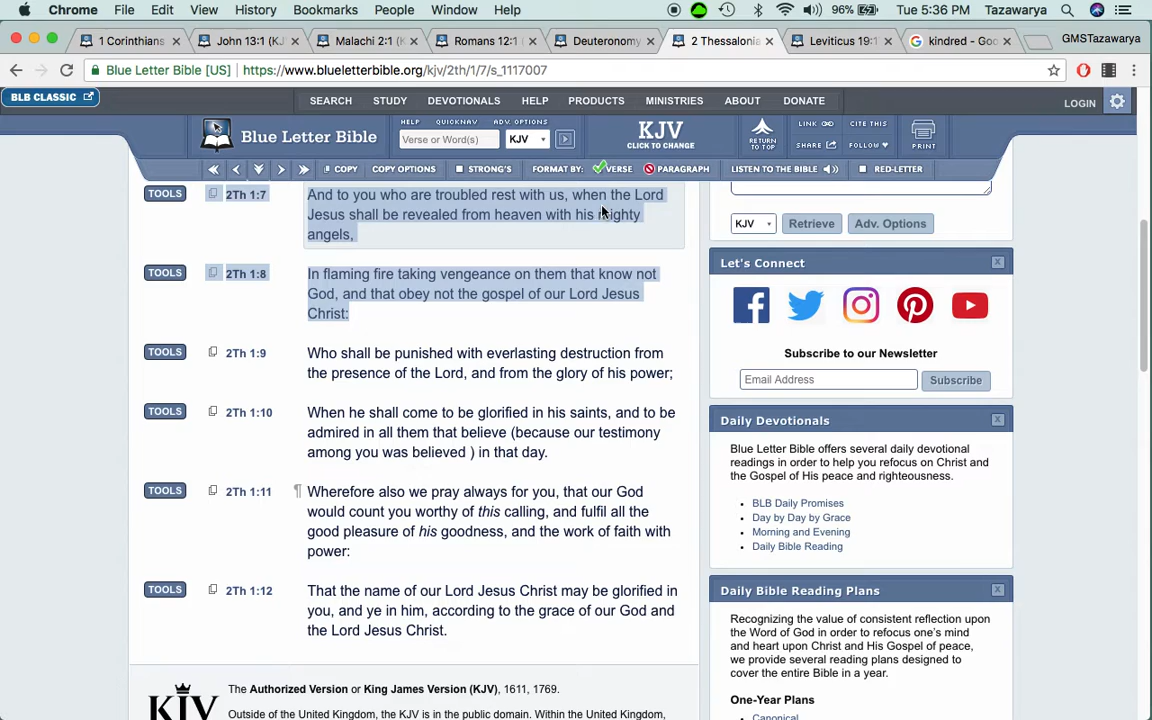 Chrome File Edit View History Bookmarks People Window Help 96% Tue 5:36 PM Tazawarya
1 Corinthians John 13:1 (KJ Malachi 2:1 (K Romans 12:1 Deuteronomy 2 Thessalonia Leviticus 19:1 kindred - Goo GMSTazawarya
Blue Letter Bible [US] https://www.blueletterbible.org/kjv/2th/1/7/s_1117007
BLB CLASSIC SEARCH STUDY DEVOTIONALS HELP PRODUCTS MINISTRIES ABOUT DONATE LOGIN
Blue Letter Bible
HELP QUICKNAV ADV. OPTIONS
Verse or Word(s) KJV
KJV
CLICK TO CHANGE
RETURN
TO TOP
LINK CITE THIS
SHARE FOLLOW
PRINT
COPY COPY OPTIONS STRONG'S FORMAT BY: VERSE PARAGRAPH LISTEN TO THE BIBLE RED-LETTER
TOOLS 2Th 1:7 And to you who are troubled rest with us, when the Lord
Jesus shall be revealed from heaven with his mighty
angels,
TOOLS 2Th 1:8 In flaming fire taking vengeance on them that know not
God, and that obey not the gospel of our Lord Jesus
Christ:
TOOLS 2Th 1:9 Who shall be punished with everlasting destruction from
the presence of the Lord, and from the glory of his power;
TOOLS 2Th 1:10 When he shall come to be glorified in his saints, and to be
admired in all them that believe (because our testimony
among you was believed ) in that day.
TOOLS 2Th 1:11 ¶ Wherefore also we pray always for you, that our God
would count you worthy of this calling, and fulfil all the
good pleasure of his goodness, and the work of faith with
power:
TOOLS 2Th 1:12 That the name of our Lord Jesus Christ may be glorified in
you, and ye in him, according to the grace of our God and
the Lord Jesus Christ.
KJV
The Authorized Version or King James Version (KJV), 1611, 1769.
Outside of the United Kingdom, the KJV is in the public domain. Within the United Kingdom,
KJV Retrieve Adv. Options
Let's Connect
Subscribe to our Newsletter
Email Address Subscribe
Daily Devotionals
Blue Letter Bible offers several daily devotional
readings in order to help you refocus on Christ and
the Gospel of His peace and righteousness.
BLB Daily Promises
Day by Day by Grace
Morning and Evening
Daily Bible Reading
Daily Bible Reading Plans
Recognizing the value of consistent reflection upon
the Word of God in order to refocus one's mind
and heart upon Christ and His Gospel of peace,
we provide several reading plans designed to
cover the entire Bible in a year.
One-Year Plans
Canonical